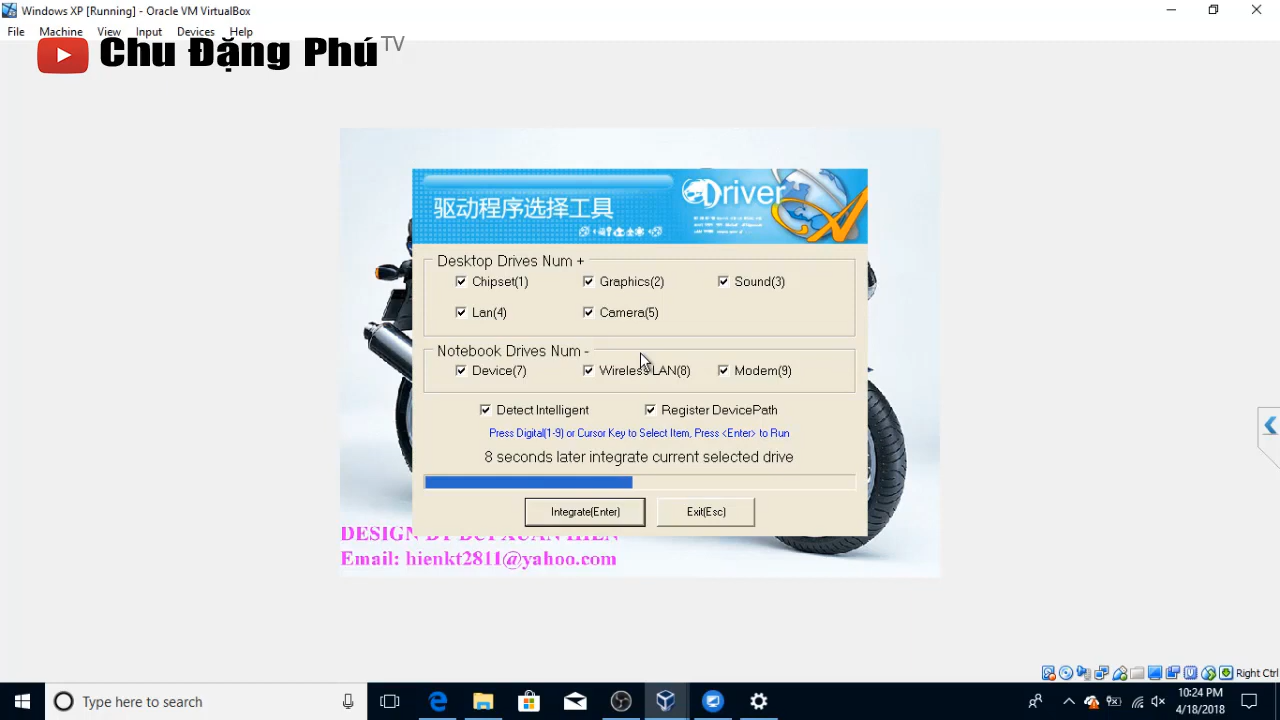 Windows XP [Running] - Oracle VM VirtualBox
File Machine View Input Devices Help
Chu Đặng Phú TV
Driver
驱动程序选择工具
Desktop Drives Num +
Chipset(1) Graphics(2) Sound(3)
Lan(4) Camera(5)
Notebook Drives Num -
Device(7) Wireless LAN(8) Modem(9)
Detect Intelligent Register DevicePath
Press Digital(1-9) or Cursor Key to Select Item, Press <Enter> to Run
8 seconds later integrate current selected drive
Integrate(Enter) Exit(Esc)
DESIGN BY BUI XUAN HIEN
Email: hienkt2811@yahoo.com
Right Ctrl
Type here to search
10:24 PM
4/18/2018